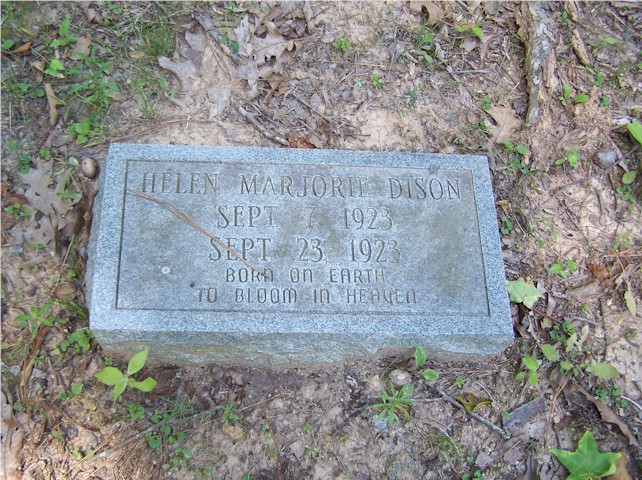 HELEN MARJORIE DISON
SEPT 7, 1923
SEPT 23, 1923
BORN ON EARTH
TO BLOOM IN HEAVEN